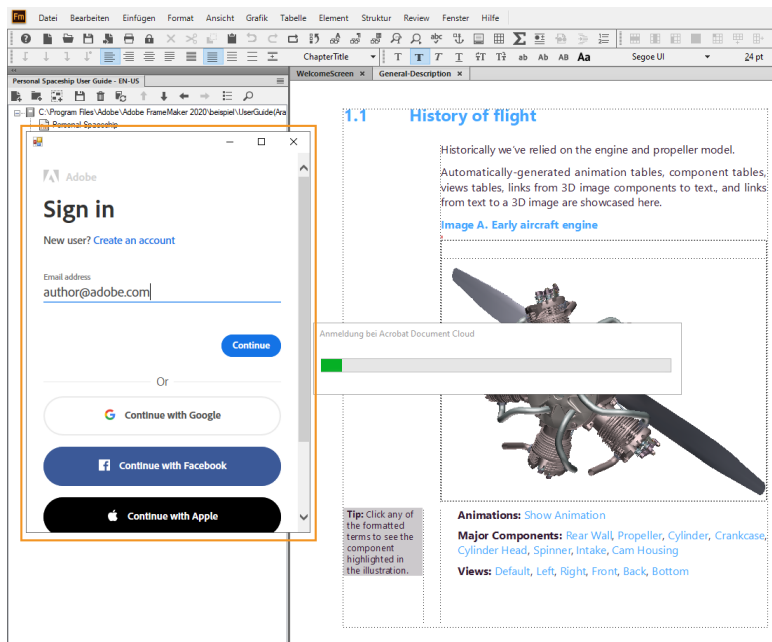 Fm Datei Bearbeiten Einfügen Format Ansicht Grafik Tabelle Element Struktur Review Fenster Hilfe
ChapterTitle T T T T ab Ab AB Aa Segoe UI 24 pt
Personal Spaceship User Guide - EN-US
WelcomeScreen × General-Description ×
C:\Program Files\Adobe\Adobe FrameMaker 2020\beispiel\UserGuide(Ara
Personal Spaceship
Adobe
Sign in
New user? Create an account
Email address
author@adobe.com
Continue
Or
Continue with Google
Continue with Facebook
Continue with Apple
Anmeldung bei Acrobat Document Cloud
1.1 History of flight
Historically we've relied on the engine and propeller model.
Automatically-generated animation tables, component tables,
views tables, links from 3D image components to text., and links
from text to a 3D image are showcased here.
Image A. Early aircraft engine
Tip: Click any of
the formatted
terms to see the
component
highlighted in
the illustration.
Animations: Show Animation
Major Components: Rear Wall, Propeller, Cylinder, Crankcase,
Cylinder Head, Spinner, Intake, Cam Housing
Views: Default, Left, Right, Front, Back, Bottom